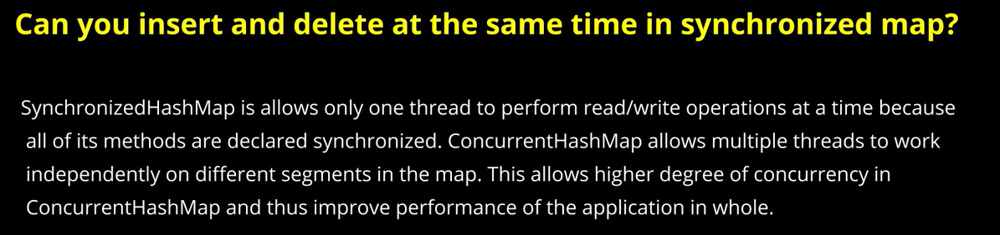 Can you insert and delete at the same time in synchronized map?
SynchronizedHashMap is allows only one thread to perform read/write operations at a time because
all of its methods are declared synchronized. ConcurrentHashMap allows multiple threads to work
independently on different segments in the map. This allows higher degree of concurrency in
ConcurrentHashMap and thus improve performance of the application in whole.